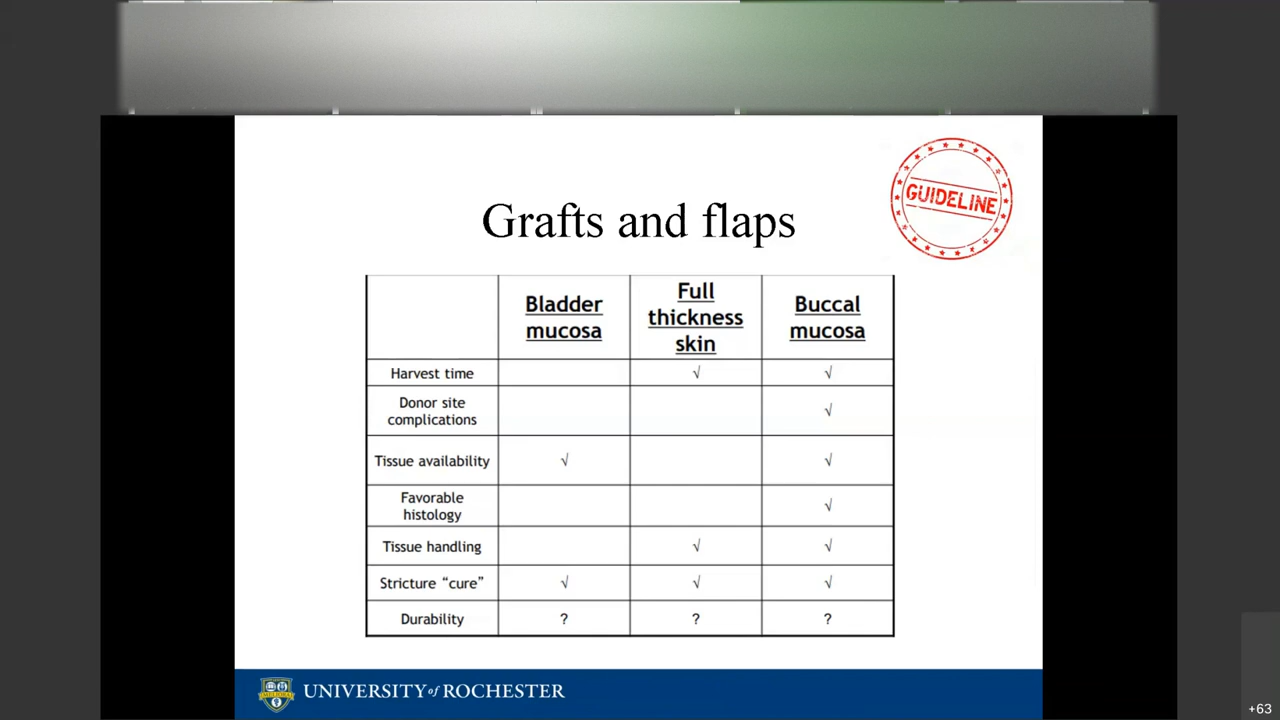 GUIDELINE
Grafts and flaps
Bladder mucosa Full thickness skin Buccal mucosa
Harvest time √ √
Donor site complications √
Tissue availability √ √
Favorable histology √
Tissue handling √ √
Stricture “cure” √ √ √
Durability ? ? ?
MELIORA
UNIVERSITY of ROCHESTER
+63